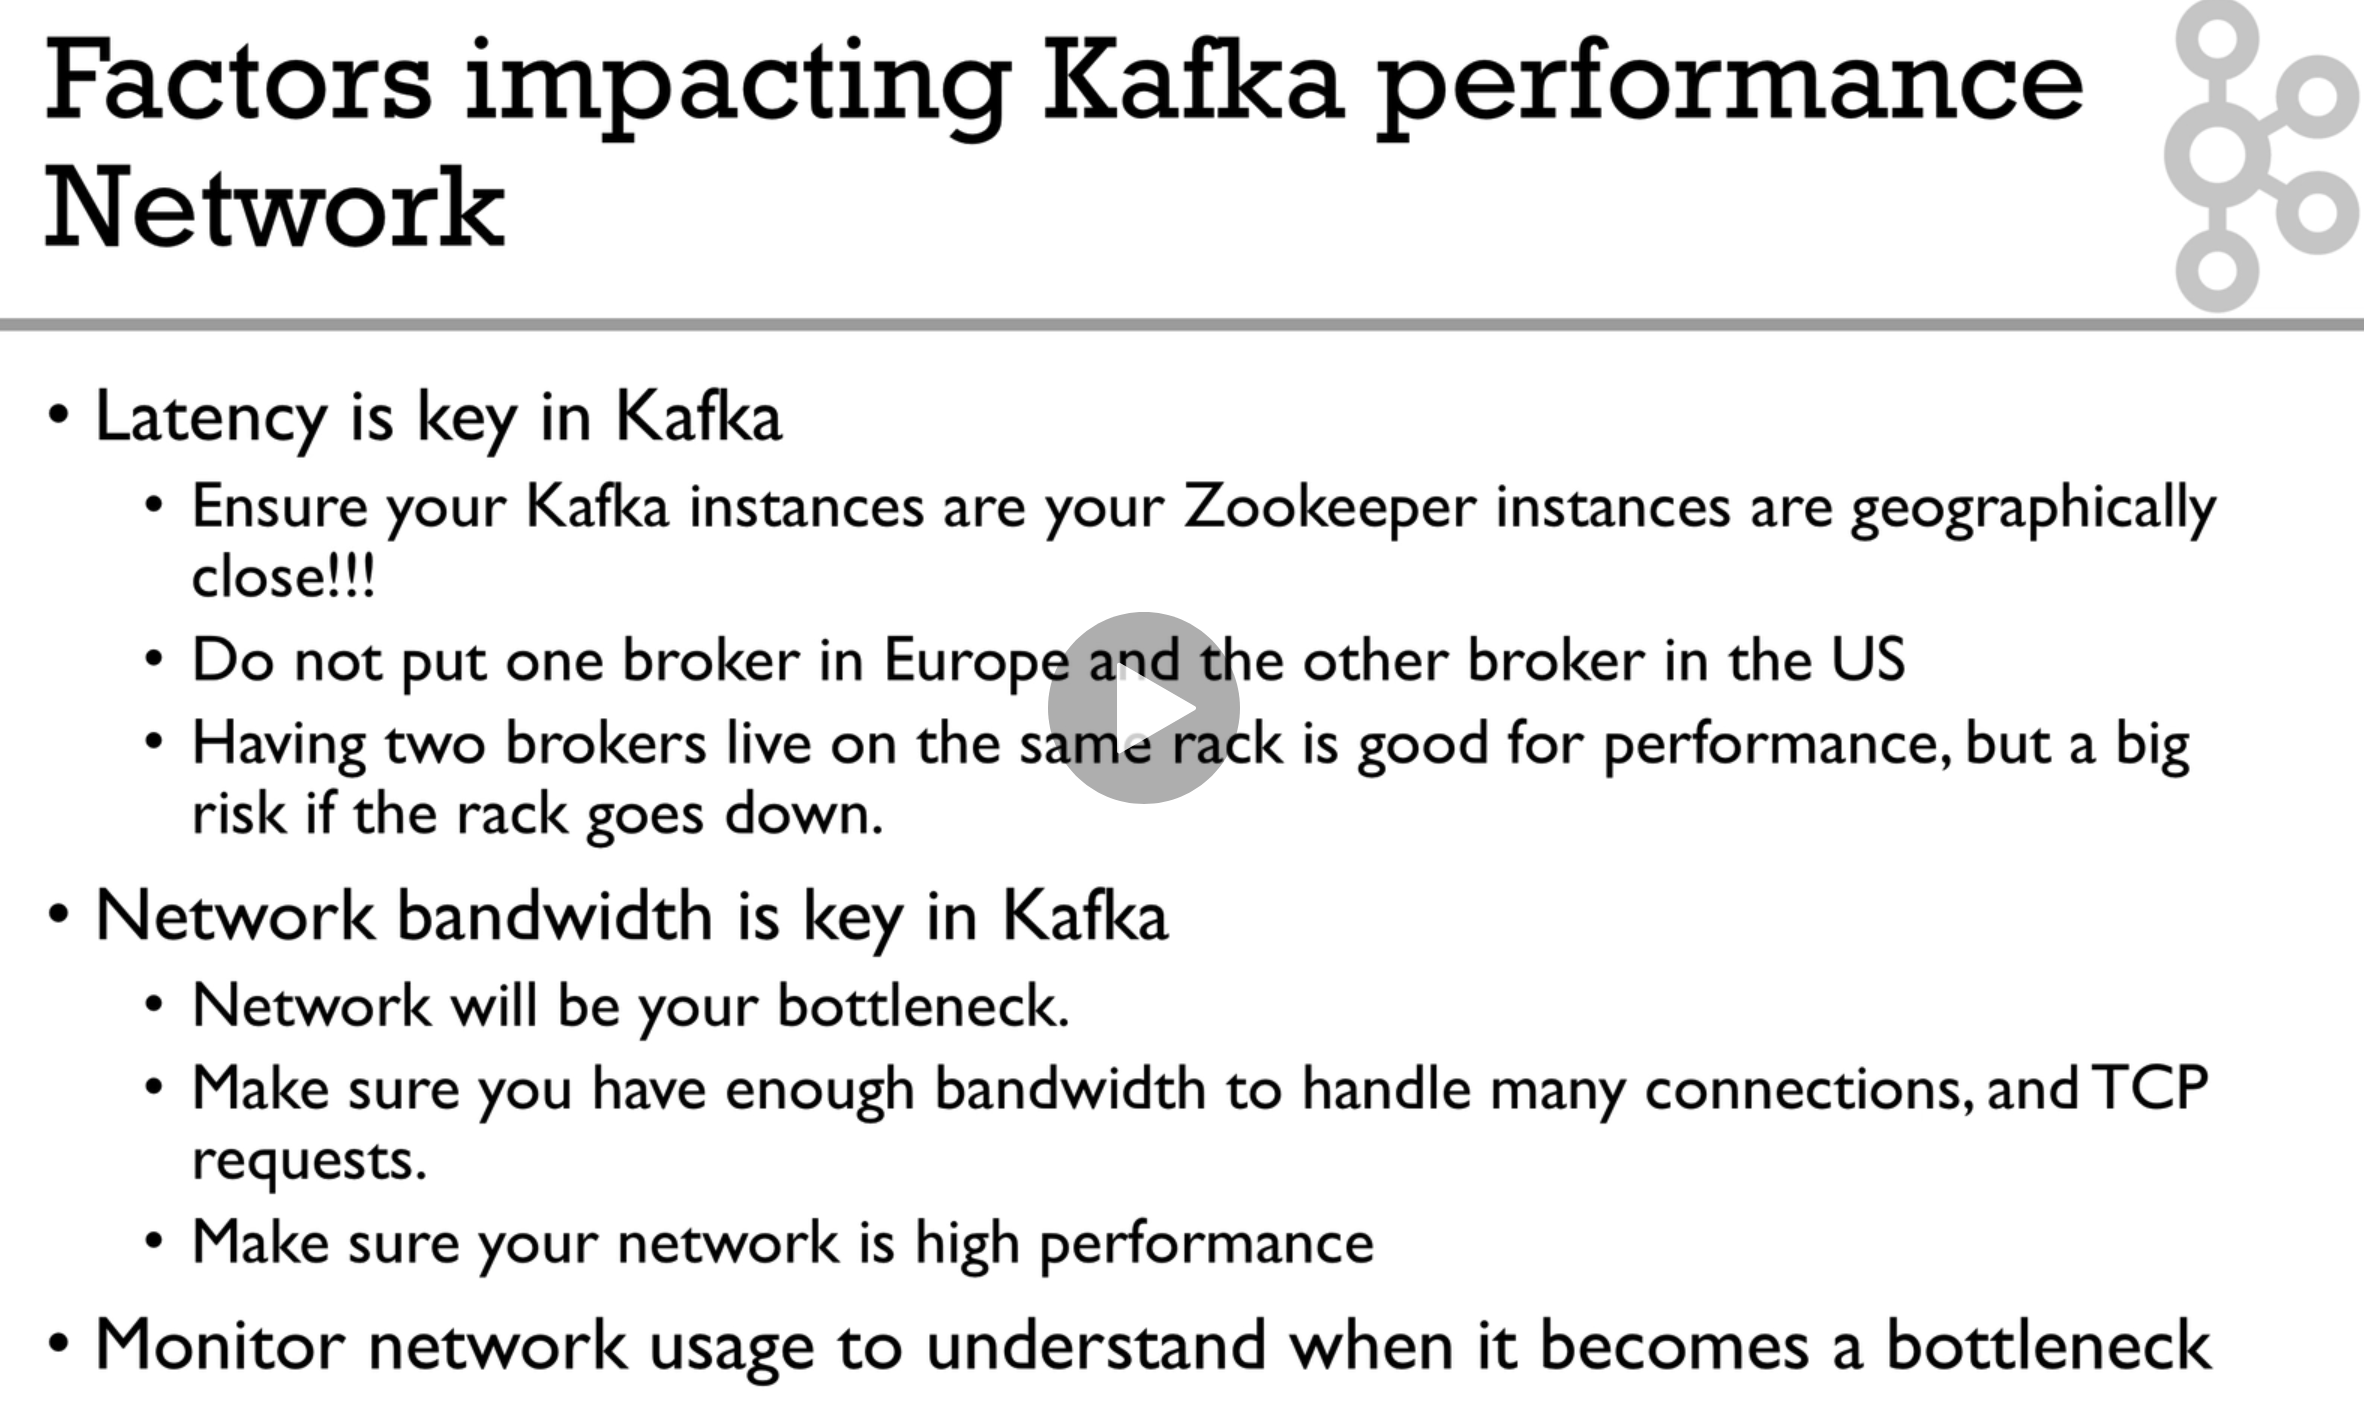 Factors impacting Kafka performance
Network
• Latency is key in Kafka
• Ensure your Kafka instances are your Zookeeper instances are geographically
close!!!
• Do not put one broker in Europe and the other broker in the US
• Having two brokers live on the same rack is good for performance, but a big
risk if the rack goes down.
• Network bandwidth is key in Kafka
• Network will be your bottleneck.
• Make sure you have enough bandwidth to handle many connections, and TCP
requests.
• Make sure your network is high performance
• Monitor network usage to understand when it becomes a bottleneck